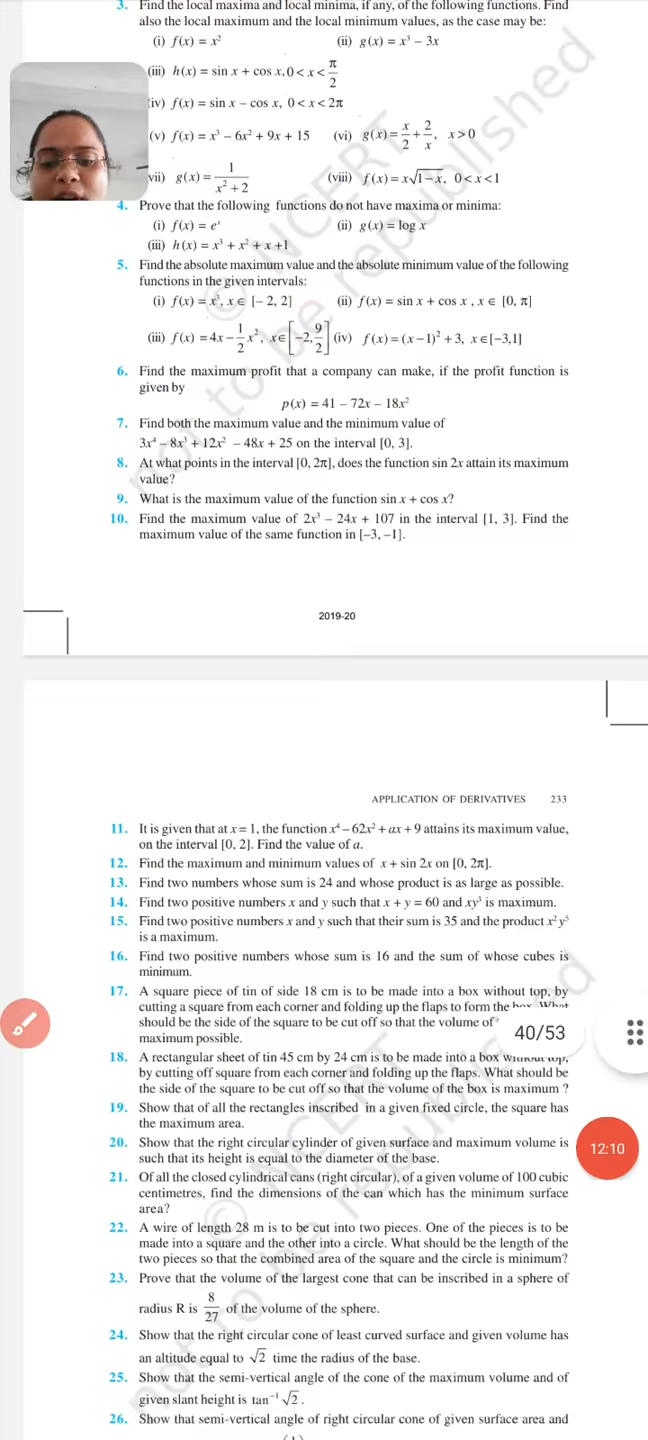 3. Find the local maxima and local minima, if any, of the following functions. Find
also the local maximum and the local minimum values, as the case may be:
(i) f(x) = x² (ii) g(x) = x³ – 3x
(iii) h(x) = sin x + cos x, 0 < x < π/2
(iv) f(x) = sin x – cos x, 0 < x < 2π
(v) f(x) = x³ – 6x² + 9x + 15 (vi) g(x) = x/2 + 2/x, x > 0
vii) g(x) = 1/(x² + 2) (viii) f(x) = x√(1 – x), 0 < x < 1
4. Prove that the following functions do not have maxima or minima:
(i) f(x) = eˣ (ii) g(x) = log x
(iii) h(x) = x³ + x² + x +1
5. Find the absolute maximum value and the absolute minimum value of the following
functions in the given intervals:
(i) f(x) = x³, x ∈ [– 2, 2] (ii) f(x) = sin x + cos x , x ∈ [0, π]
(iii) f(x) = 4x – 1/2 x², x ∈ [–2, 9/2] (iv) f(x) = (x –1)² + 3, x ∈[–3,1]
6. Find the maximum profit that a company can make, if the profit function is
given by
p(x) = 41 – 72x – 18x²
7. Find both the maximum value and the minimum value of
3x⁴ – 8x³ + 12x² – 48x + 25 on the interval [0, 3].
8. At what points in the interval [0, 2π], does the function sin 2x attain its maximum
value?
9. What is the maximum value of the function sin x + cos x?
10. Find the maximum value of 2x³ – 24x + 107 in the interval [1, 3]. Find the
maximum value of the same function in [–3, –1].
2019-20
APPLICATION OF DERIVATIVES 233
11. It is given that at x = 1, the function x⁴ – 62x² + ax + 9 attains its maximum value,
on the interval [0, 2]. Find the value of a.
12. Find the maximum and minimum values of x + sin 2x on [0, 2π].
13. Find two numbers whose sum is 24 and whose product is as large as possible.
14. Find two positive numbers x and y such that x + y = 60 and xy³ is maximum.
15. Find two positive numbers x and y such that their sum is 35 and the product x² y⁵
is a maximum.
16. Find two positive numbers whose sum is 16 and the sum of whose cubes is
minimum.
17. A square piece of tin of side 18 cm is to be made into a box without top, by
cutting a square from each corner and folding up the flaps to form the box. What
should be the side of the square to be cut off so that the volume of
maximum possible.
40/53
18. A rectangular sheet of tin 45 cm by 24 cm is to be made into a box without top,
by cutting off square from each corner and folding up the flaps. What should be
the side of the square to be cut off so that the volume of the box is maximum ?
19. Show that of all the rectangles inscribed in a given fixed circle, the square has
the maximum area.
20. Show that the right circular cylinder of given surface and maximum volume is
such that its height is equal to the diameter of the base.
12:10
21. Of all the closed cylindrical cans (right circular), of a given volume of 100 cubic
centimetres, find the dimensions of the can which has the minimum surface
area?
22. A wire of length 28 m is to be cut into two pieces. One of the pieces is to be
made into a square and the other into a circle. What should be the length of the
two pieces so that the combined area of the square and the circle is minimum?
23. Prove that the volume of the largest cone that can be inscribed in a sphere of
radius R is 8/27 of the volume of the sphere.
24. Show that the right circular cone of least curved surface and given volume has
an altitude equal to √2 time the radius of the base.
25. Show that the semi-vertical angle of the cone of the maximum volume and of
given slant height is tan⁻¹ √2 .
26. Show that semi-vertical angle of right circular cone of given surface area and
© NCERT
not to be republished
© NCERT
not to be republished